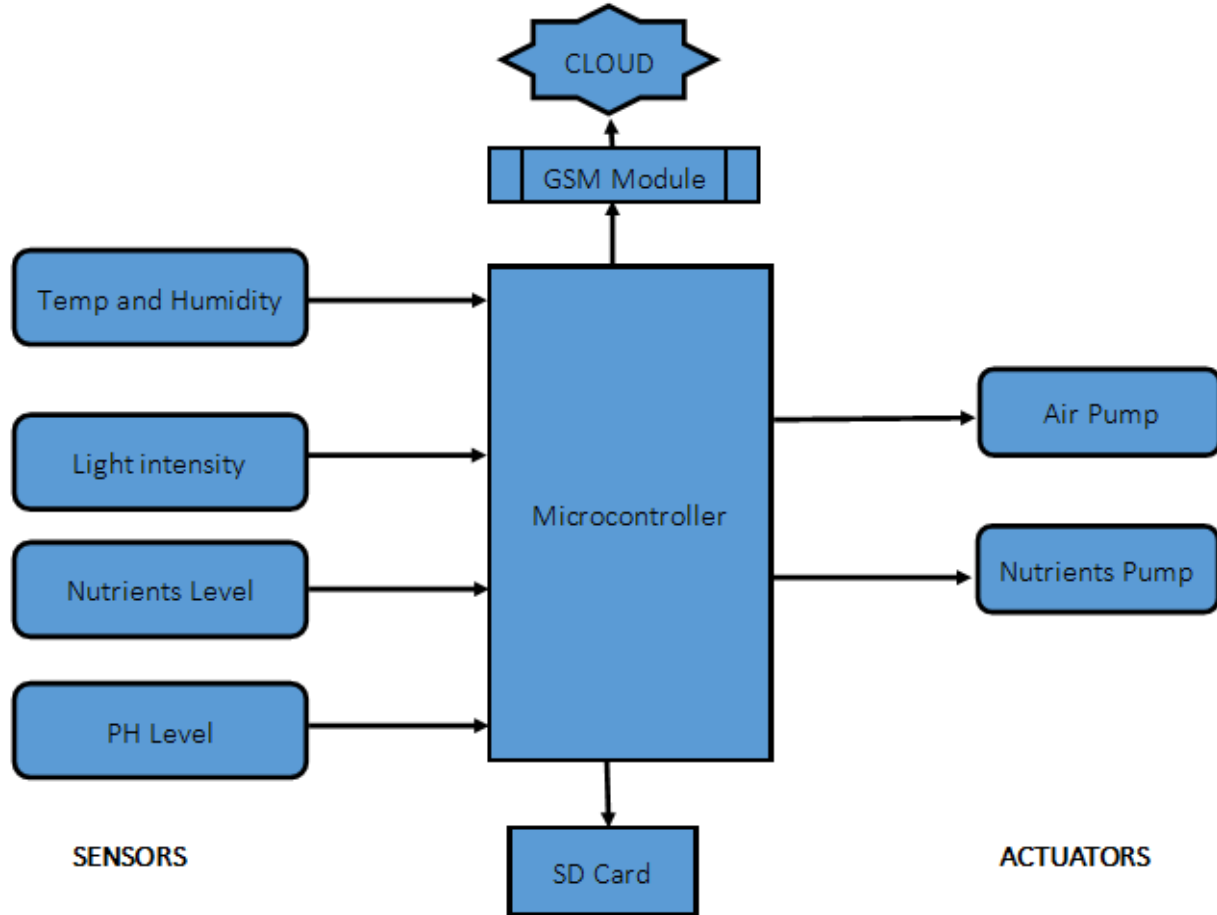 CLOUD
GSM Module
Temp and Humidity
Light intensity
Nutrients Level
PH Level
Microcontroller
Air Pump
Nutrients Pump
SENSORS
SD Card
ACTUATORS